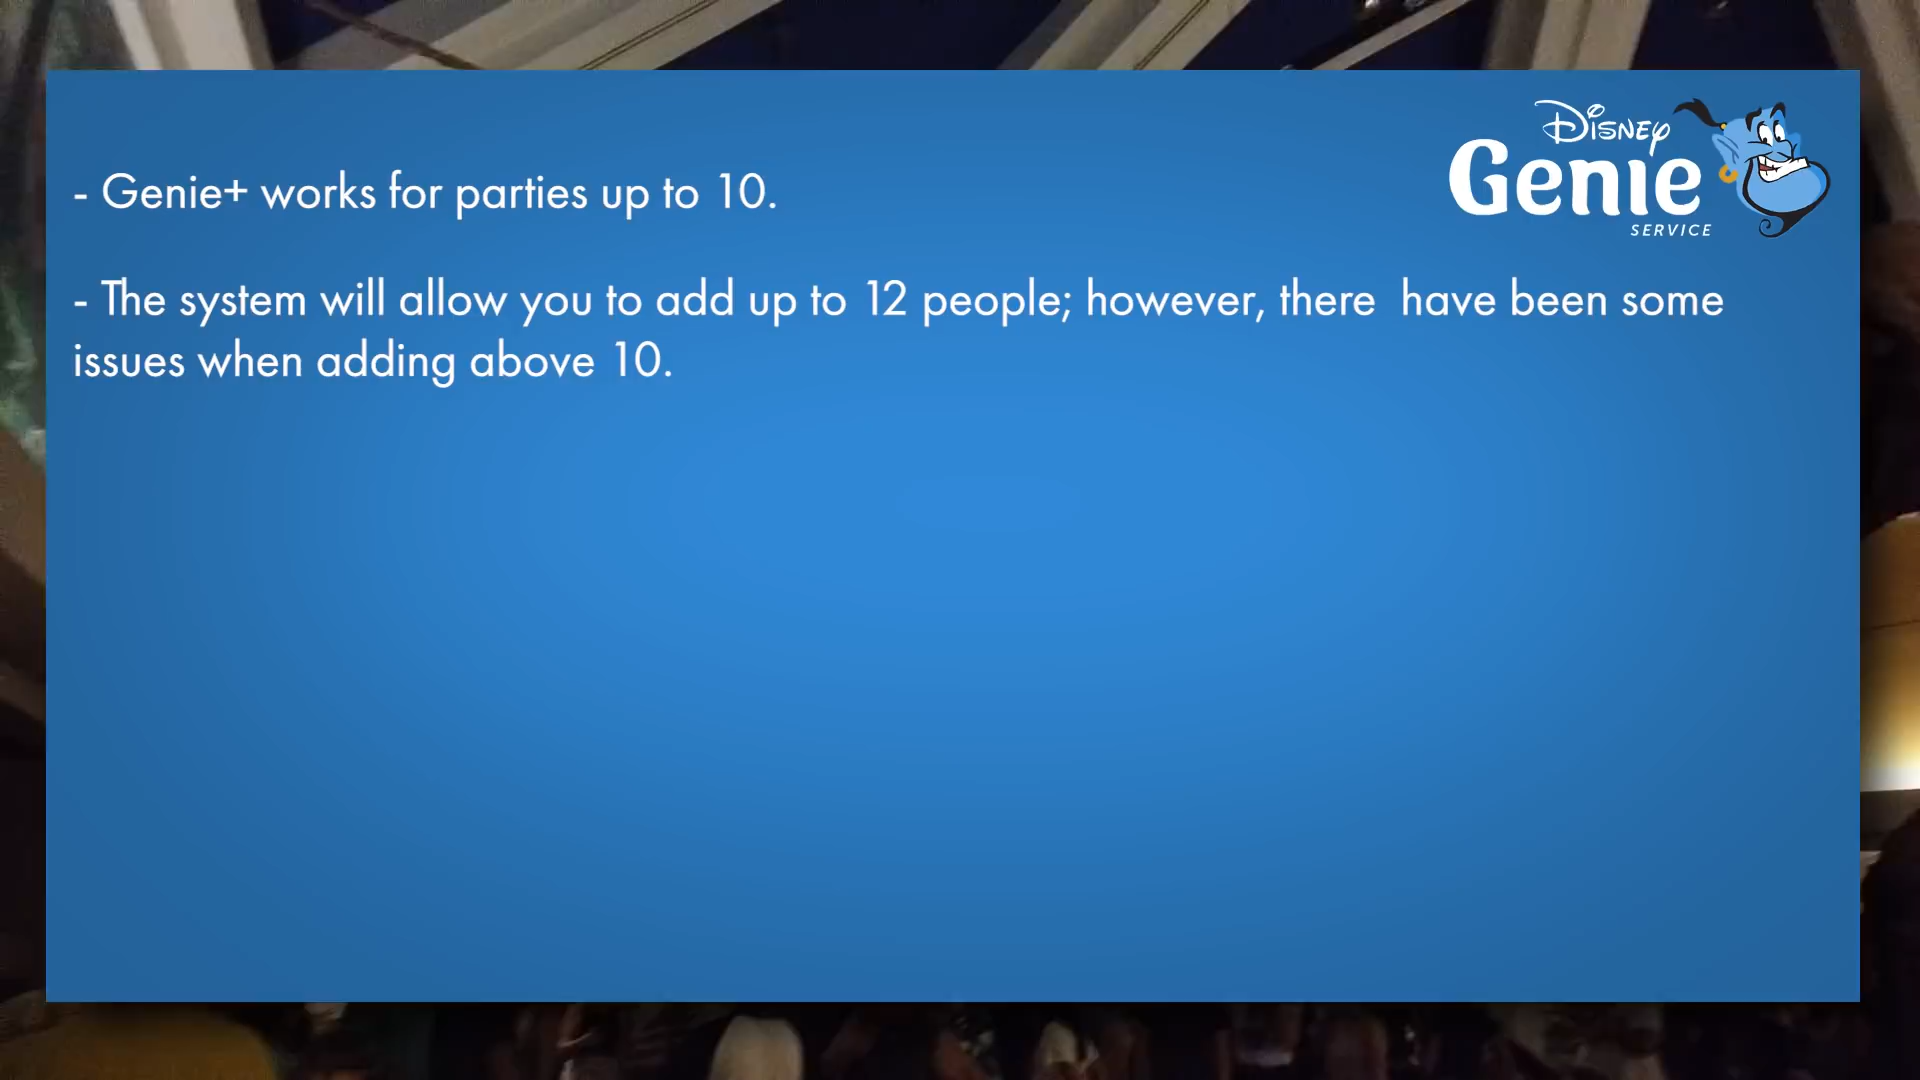 Disney
Genie
SERVICE
- Genie+ works for parties up to 10.
- The system will allow you to add up to 12 people; however, there  have been some
issues when adding above 10.